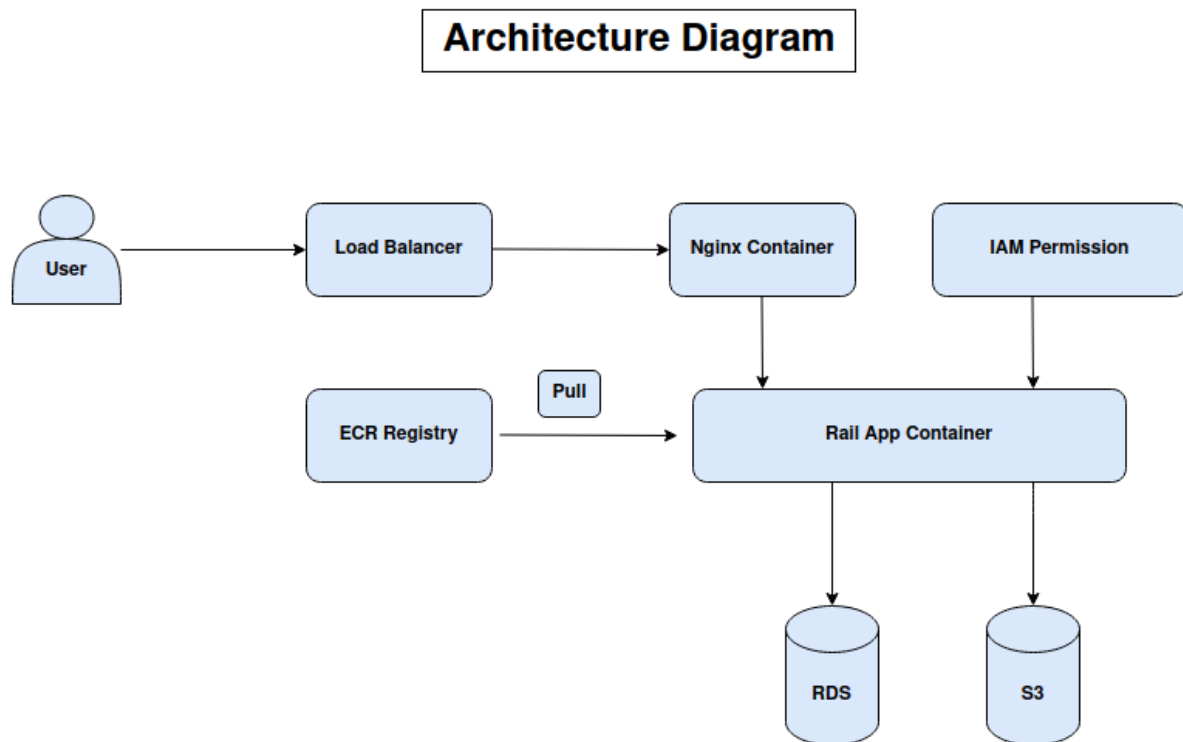 Architecture Diagram
User
Load Balancer
Nginx Container
IAM Permission
ECR Registry
Pull
Rail App Container
RDS
S3